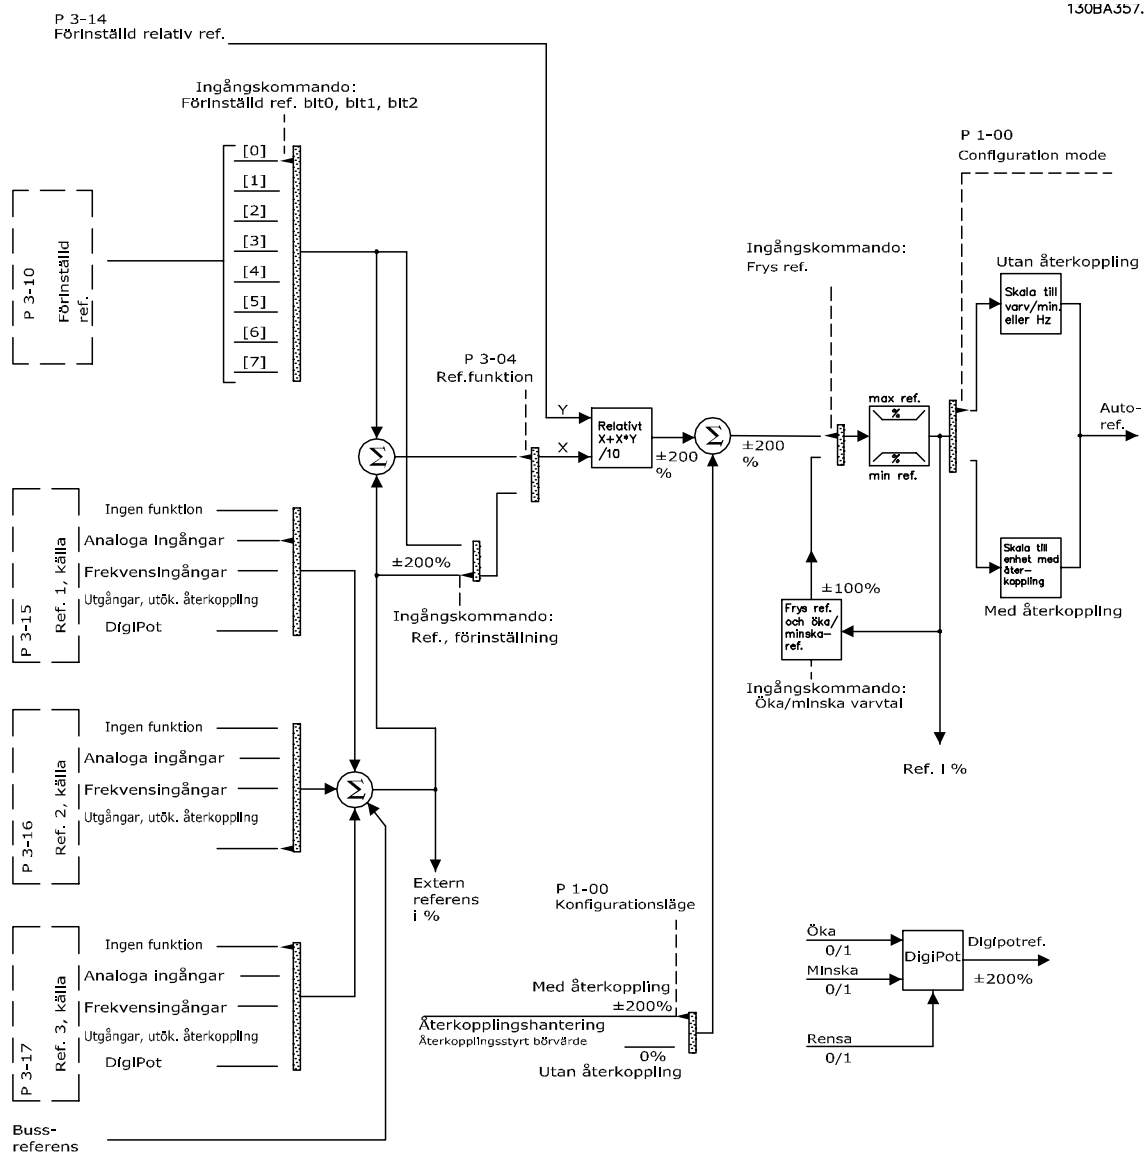 130BA357.
P 3-14
Förinställd relativ ref.
Ingångskommando:
Förinställd ref. bit0, bit1, bit2
[0]
[1]
[2]
[3]
[4]
[5]
[6]
[7]
P 3-10
Förinställd
ref.
P 1-00
Configuration mode
Ingångskommando:
Frys ref.
Utan återkoppling
Skala till
varv/min.
eller Hz
P 3-04
Ref.funktion
Y
X
Relativt
X+X*Y
/10
±200
%
Σ
±200
%
max ref.
%
%
min ref.
Auto-
ref.
Σ
P 3-15
Ref. 1, källa
Ingen funktion
Analoga ingångar
Frekvensingångar
Utgångar, utök. återkoppling
DigiPot
±200%
Ingångskommando:
Ref., förinställning
±100%
Frys ref.
och öka/
minska-
ref.
Ingångskommando:
Öka/minska varvtal
Skala till
enhet med
åter-
koppling
Med återkoppling
Ref. i %
P 3-16
Ref. 2, källa
Ingen funktion
Analoga ingångar
Frekvensingångar
Utgångar, utök. återkoppling
Σ
Extern
referens
i %
P 3-17
Ref. 3, källa
Ingen funktion
Analoga ingångar
Frekvensingångar
Utgångar, utök. återkoppling
DigiPot
Buss-
referens
P 1-00
Konfigurationsläge
Med återkoppling
±200%
Återkopplingshantering
Återkopplingsstyrt börvärde
0%
Utan återkoppling
Öka
0/1
Minska
0/1
Rensa
0/1
DigiPot
Digipotref.
±200%